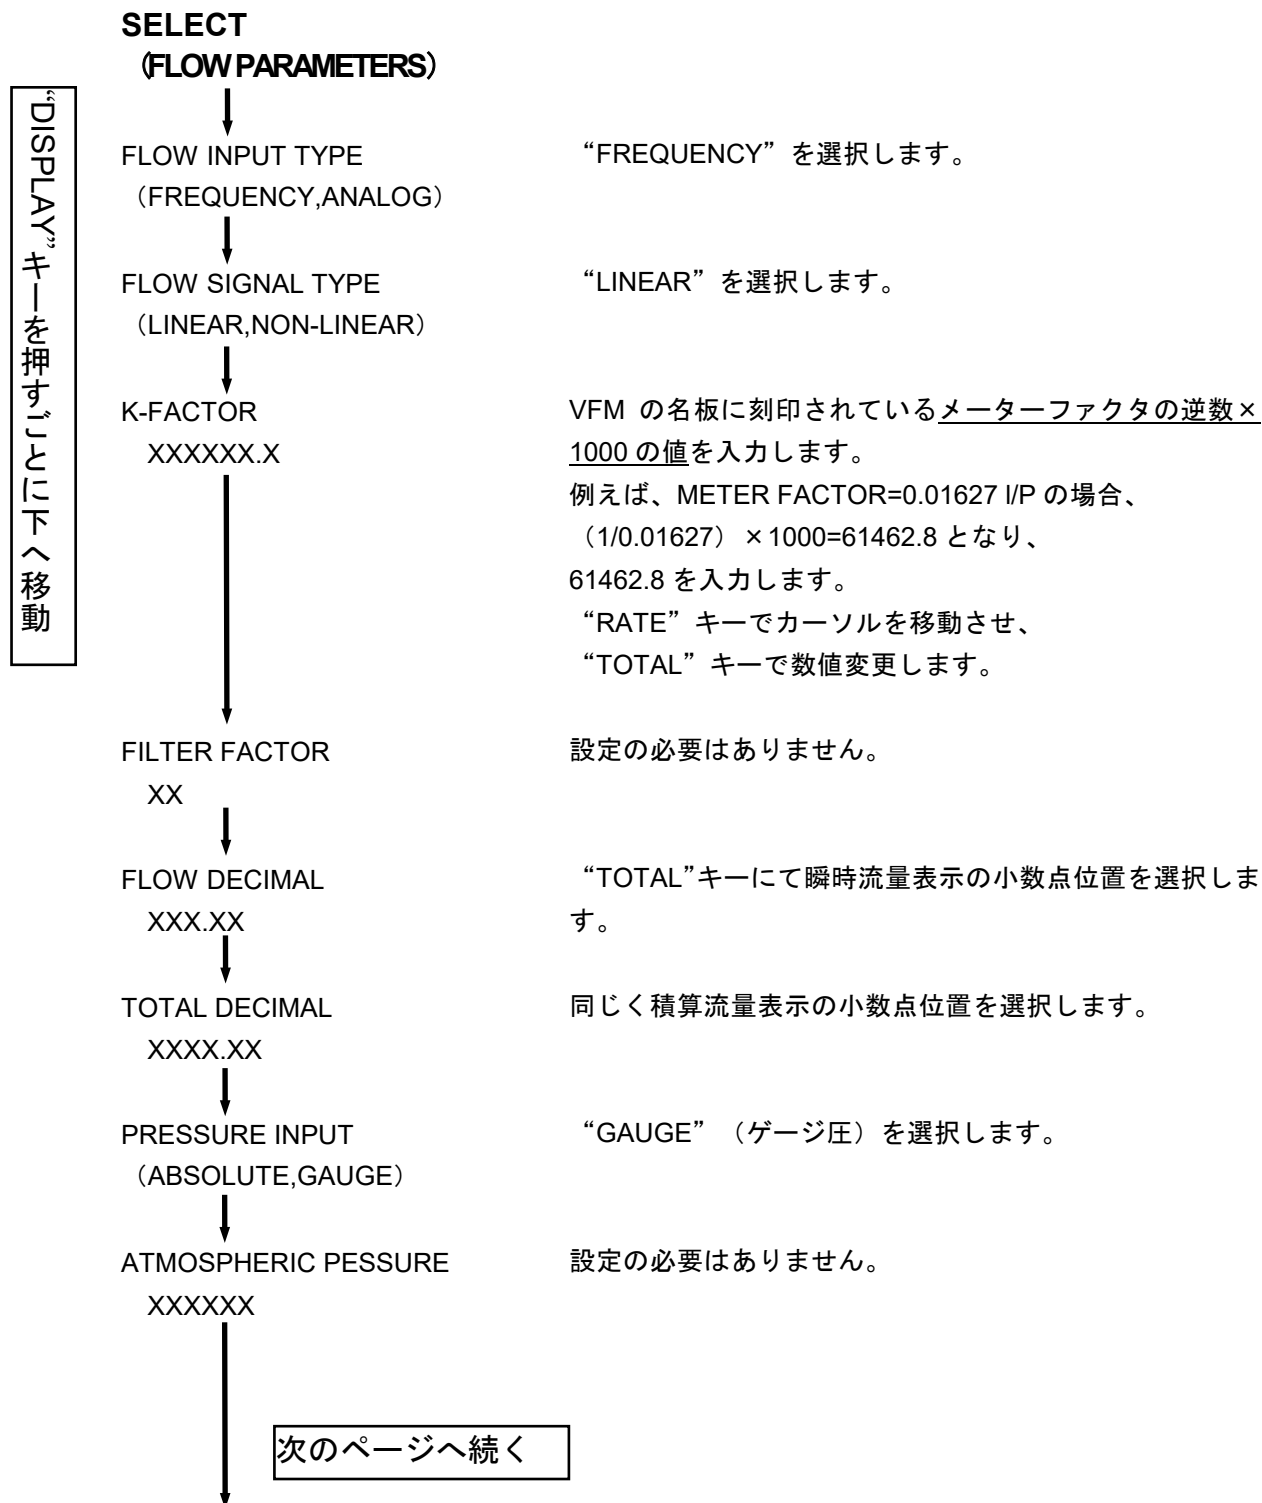 SELECT
（FLOW PARAMETERS）
“DISPLAY”キーを押すごとに下へ移動
FLOW INPUT TYPE
（FREQUENCY,ANALOG）
“FREQUENCY”を選択します。
FLOW SIGNAL TYPE
（LINEAR,NON-LINEAR）
“LINEAR”を選択します。
K-FACTOR
XXXXXX.X
VFM の名板に刻印されているメーターファクタの逆数×
1000 の値を入力します。
例えば、METER FACTOR=0.01627 l/P の場合、
（1/0.01627）×1000=61462.8 となり、
61462.8 を入力します。
“RATE”キーでカーソルを移動させ、
“TOTAL”キーで数値変更します。
FILTER FACTOR
XX
設定の必要はありません。
FLOW DECIMAL
XXX.XX
“TOTAL”キーにて瞬時流量表示の小数点位置を選択しま
す。
TOTAL DECIMAL
XXXX.XX
同じく積算流量表示の小数点位置を選択します。
PRESSURE INPUT
（ABSOLUTE,GAUGE）
“GAUGE”（ゲージ圧）を選択します。
ATMOSPHERIC PESSURE
XXXXXX
設定の必要はありません。
次のページへ続く